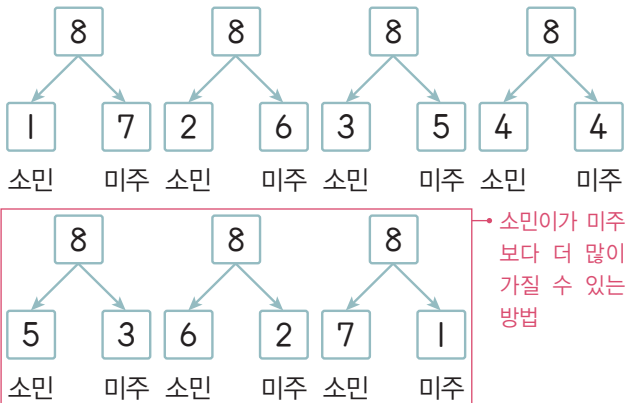 8 8 8 8
1 7 2 6 3 5 4 4
소민 미주 소민 미주 소민 미주 소민 미주
8 8 8
5 3 6 2 7 1
소민 미주 소민 미주 소민 미주
소민이가 미주
보다 더 많이
가질 수 있는
방법